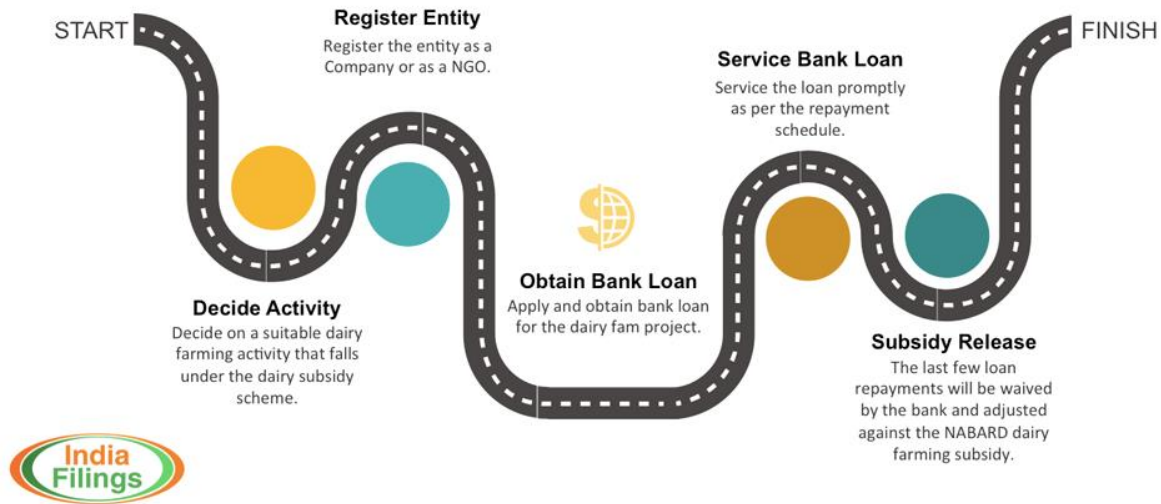 START
Register Entity
Register the entity as a
Company or as a NGO.
Decide Activity
Decide on a suitable dairy
farming activity that falls
under the dairy subsidy
scheme.
Obtain Bank Loan
Apply and obtain bank loan
for the dairy fam project.
Service Bank Loan
Service the loan promptly
as per the repayment
schedule.
Subsidy Release
The last few loan
repayments will be waived
by the bank and adjusted
against the NABARD dairy
farming subsidy.
FINISH
India
Filings